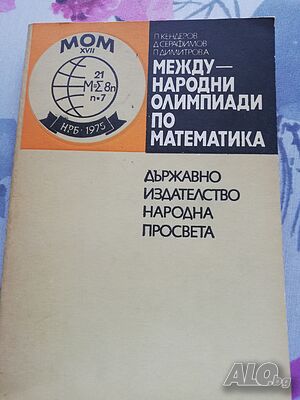 П. КЕНДЕРОВ
Д. СЕРАФИМОВ
П. ДИМИТРОВА
МОМ
XVII
21
M=Σ8n
n=7
НРБ • 1975
МЕЖДУ—
НАРОДНИ
ОЛИМПИАДИ
ПО
МАТЕМАТИКА
ДЪРЖАВНО
ИЗДАТЕЛСТВО
НАРОДНА
ПРОСВЕТА
ALO.bg